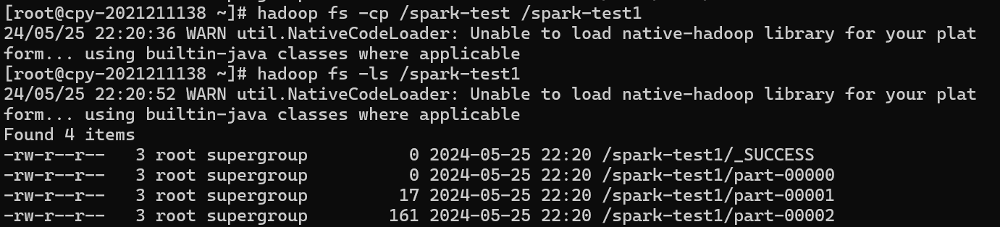 [root@cpy-2021211138 ~]# hadoop fs -cp /spark-test /spark-test1
24/05/25 22:20:36 WARN util.NativeCodeLoader: Unable to load native-hadoop library for your plat
form... using builtin-java classes where applicable
[root@cpy-2021211138 ~]# hadoop fs -ls /spark-test1
24/05/25 22:20:52 WARN util.NativeCodeLoader: Unable to load native-hadoop library for your plat
form... using builtin-java classes where applicable
Found 4 items
-rw-r--r--   3 root supergroup          0 2024-05-25 22:20 /spark-test1/_SUCCESS
-rw-r--r--   3 root supergroup          0 2024-05-25 22:20 /spark-test1/part-00000
-rw-r--r--   3 root supergroup         17 2024-05-25 22:20 /spark-test1/part-00001
-rw-r--r--   3 root supergroup        161 2024-05-25 22:20 /spark-test1/part-00002